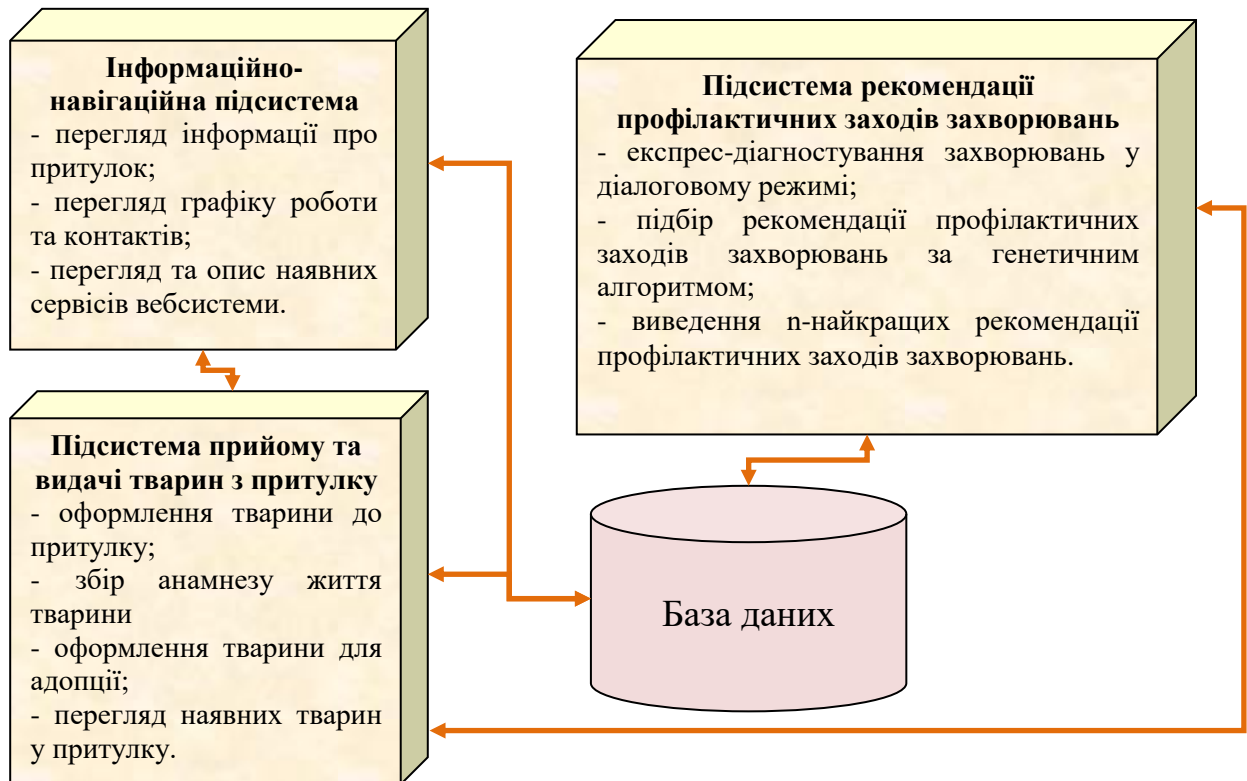 Інформаційно-
навігаційна підсистема
- перегляд інформації про
притулок;
- перегляд графіку роботи
та контактів;
- перегляд та опис наявних
сервісів вебсистеми.
Підсистема рекомендації
профілактичних заходів захворювань
- експрес-діагностування захворювань у
діалоговому режимі;
- підбір рекомендації профілактичних
заходів захворювань за генетичним
алгоритмом;
- виведення n-найкращих рекомендації
профілактичних заходів захворювань.
Підсистема прийому та
видачі тварин з притулку
- оформлення тварини до
притулку;
- збір анамнезу життя
тварини
- оформлення тварини для
адопції;
- перегляд наявних тварин
у притулку.
База даних